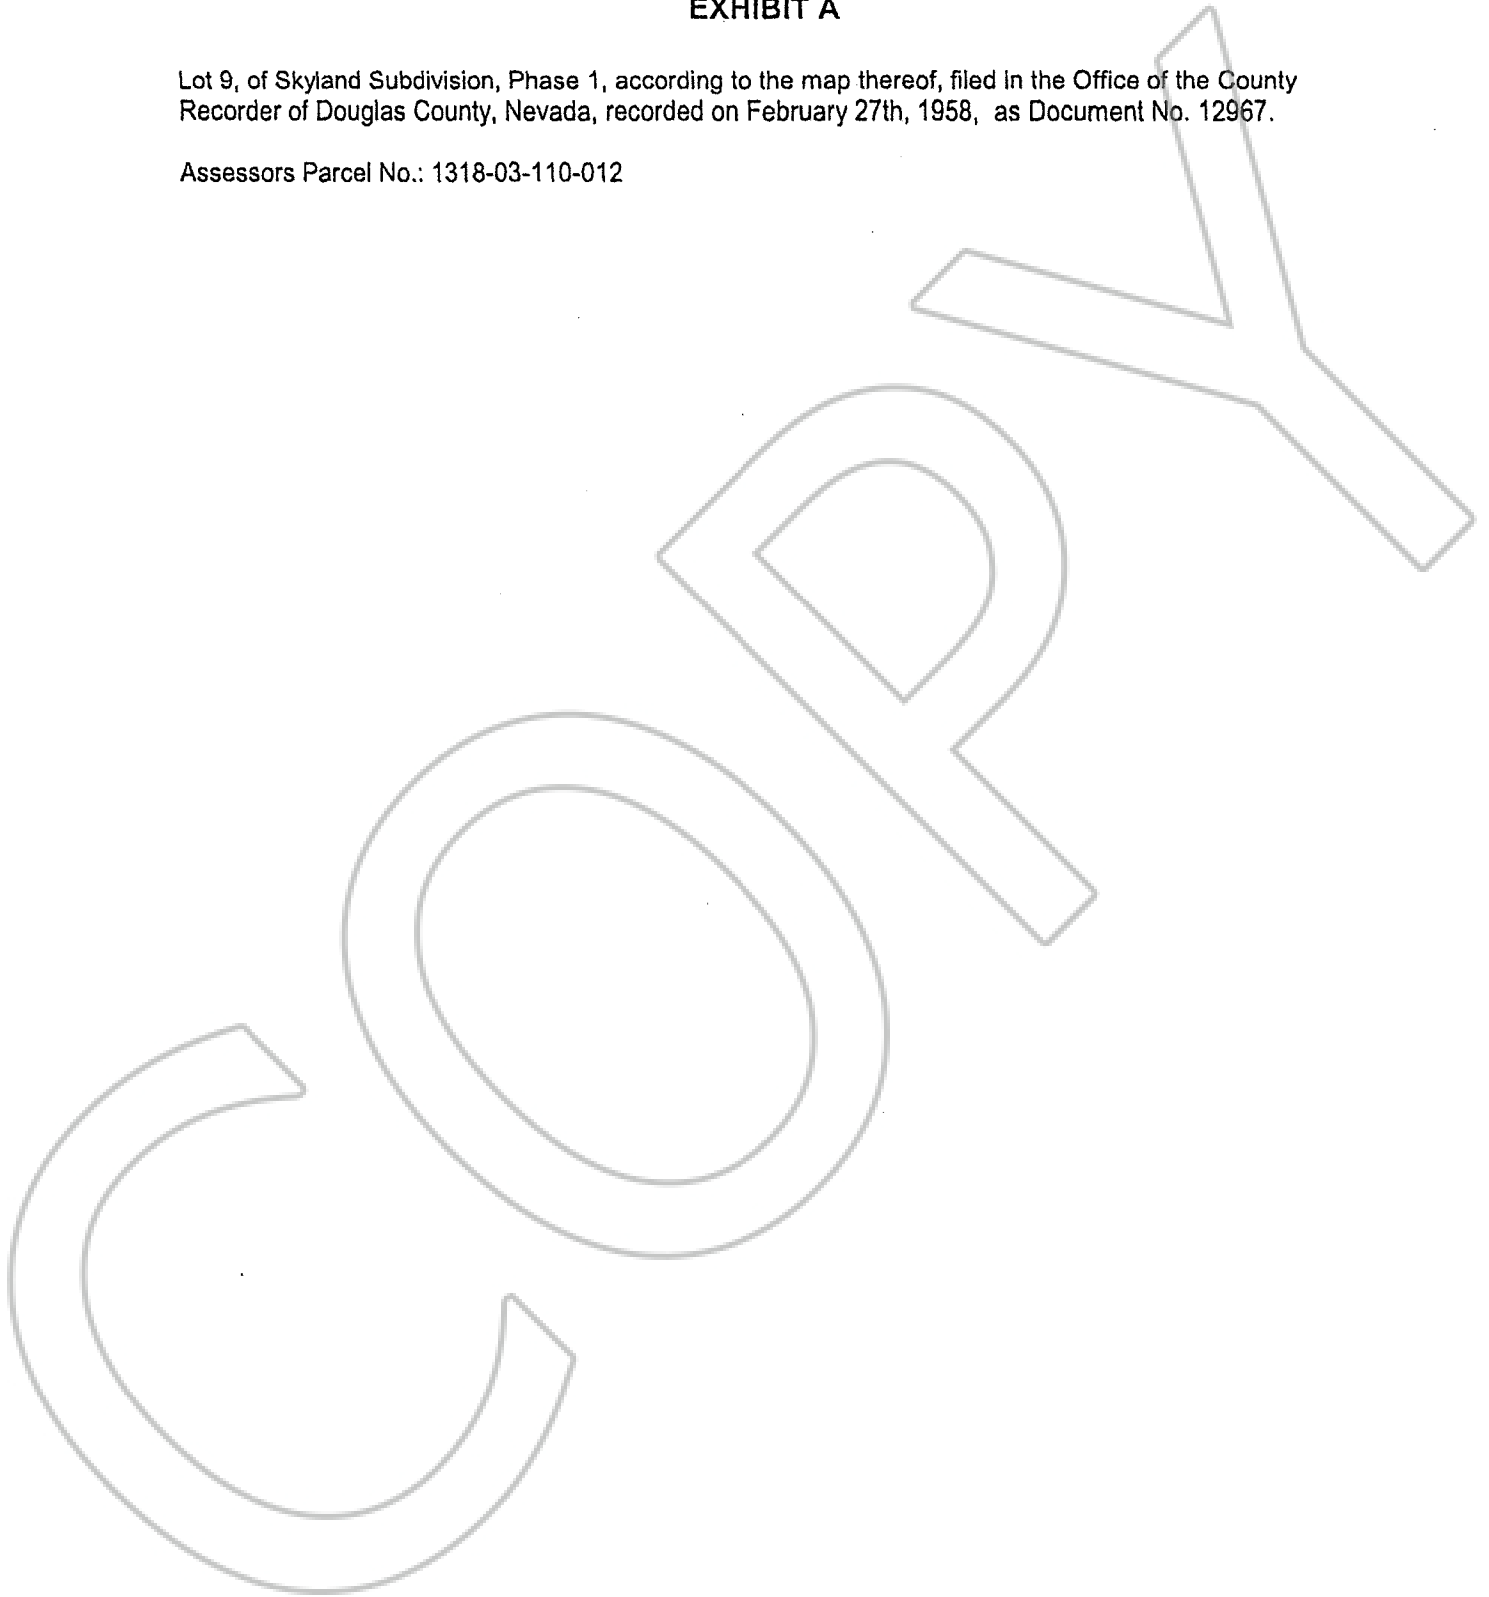 EXHIBIT A
Lot 9, of Skyland Subdivision, Phase 1, according to the map thereof, filed in the Office of the County
Recorder of Douglas County, Nevada, recorded on February 27th, 1958, as Document No. 12967.
Assessors Parcel No.: 1318-03-110-012
COPY